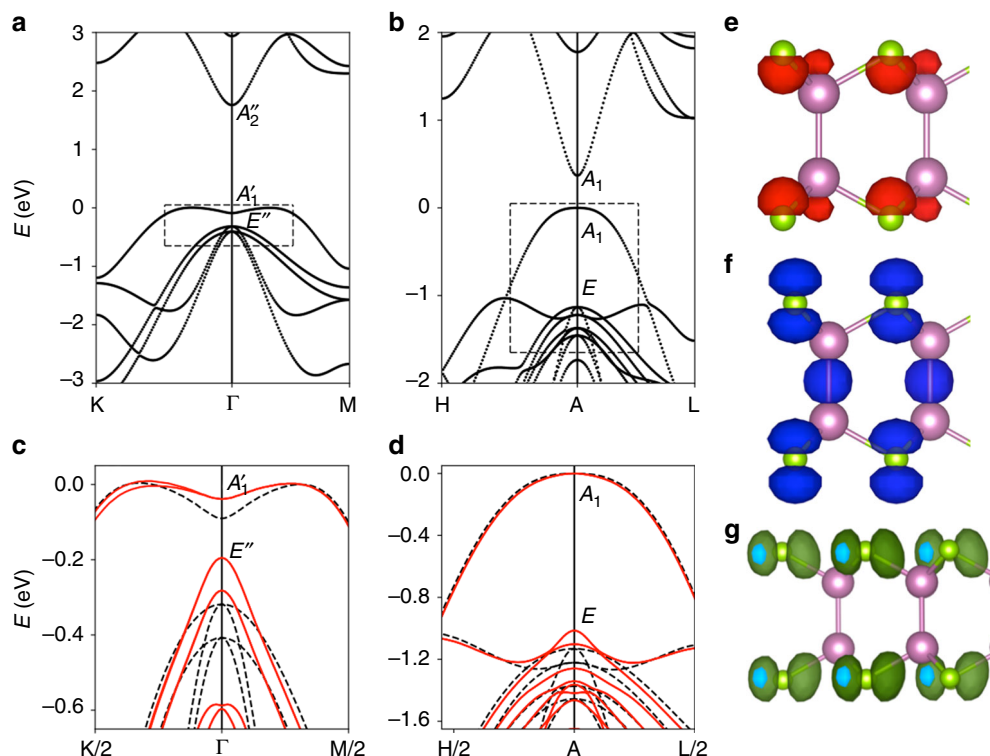 a
E (eV)
3
2
1
0
−1
−2
−3
A″2
A′1
E″
K
Γ
M
b
2
1
0
−1
−2
A1
A1
E
H
A
L
c
E (eV)
0.0
−0.2
−0.4
−0.6
A′1
E″
K/2
Γ
M/2
d
0.0
−0.4
−0.8
−1.2
−1.6
A1
E
H/2
A
L/2
e
f
g